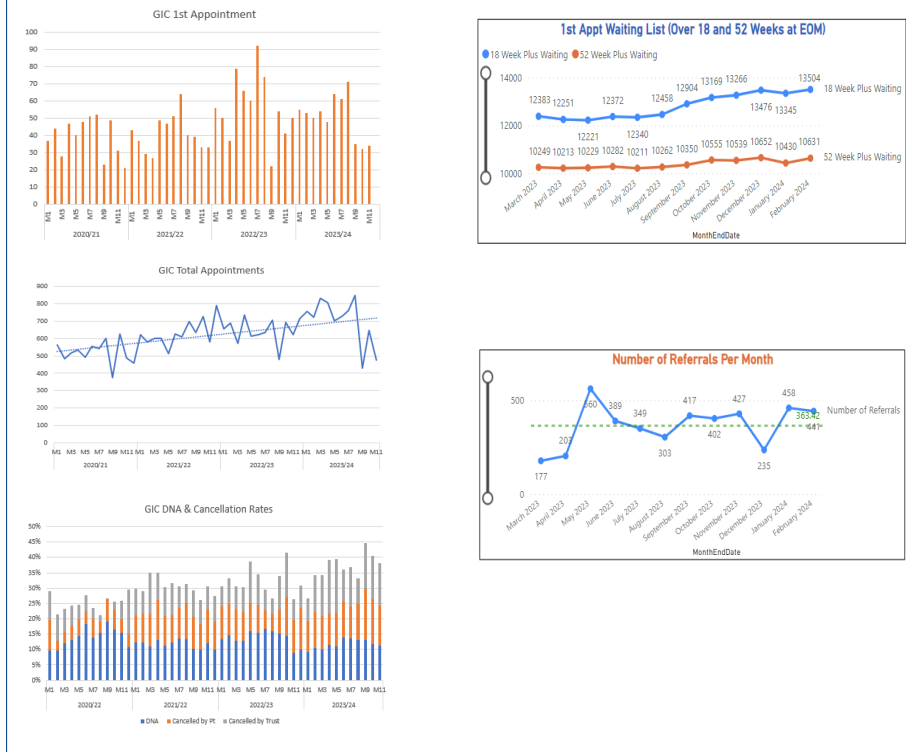 GIC 1st Appointment
100
90
80
70
60
50
40
30
20
10
0
M1 M3 M5 M7 M9 M11 M1 M3 M5 M7 M9 M11 M1 M3 M5 M7 M9 M11 M1 M3 M5 M7 M9 M11
2020/21 2021/22 2022/23 2023/24
GIC Total Appointments
900
800
700
600
500
400
300
200
100
0
M1 M3 M5 M7 M9 M11 M1 M3 M5 M7 M9 M11 M1 M3 M5 M7 M9 M11 M1 M3 M5 M7 M9 M11
2020/21 2021/22 2022/23 2023/24
GIC DNA & Cancellation Rates
50%
45%
40%
35%
30%
25%
20%
15%
10%
5%
0%
M1 M3 M5 M7 M9 M11 M1 M3 M5 M7 M9 M11 M1 M3 M5 M7 M9 M11 M1 M3 M5 M7 M9 M11
2020/22 2021/22 2022/23 2023/24
DNA Cancelled by Pt Cancelled by Trust
1st Appt Waiting List (Over 18 and 52 Weeks at EOM)
18 Week Plus Waiting 52 Week Plus Waiting
14000
12000
10000
12383 12251 12221 12372 12340 12458 12904 13169 13266 13476 13345 13504
18 Week Plus Waiting
10249 10213 10229 10282 10211 10262 10350 10555 10539 10652 10430 10631
52 Week Plus Waiting
March 2023 April 2023 May 2023 June 2023 July 2023 August 2023 September 2023 October 2023 November 2023 December 2023 January 2024 February 2024
MonthEndDate
Number of Referrals Per Month
500
0
177 203 560 389 349 303 417 402 427 235 458 441
363.42
Number of Referrals
March 2023 April 2023 May 2023 June 2023 July 2023 August 2023 September 2023 October 2023 November 2023 December 2023 January 2024 February 2024
MonthEndDate